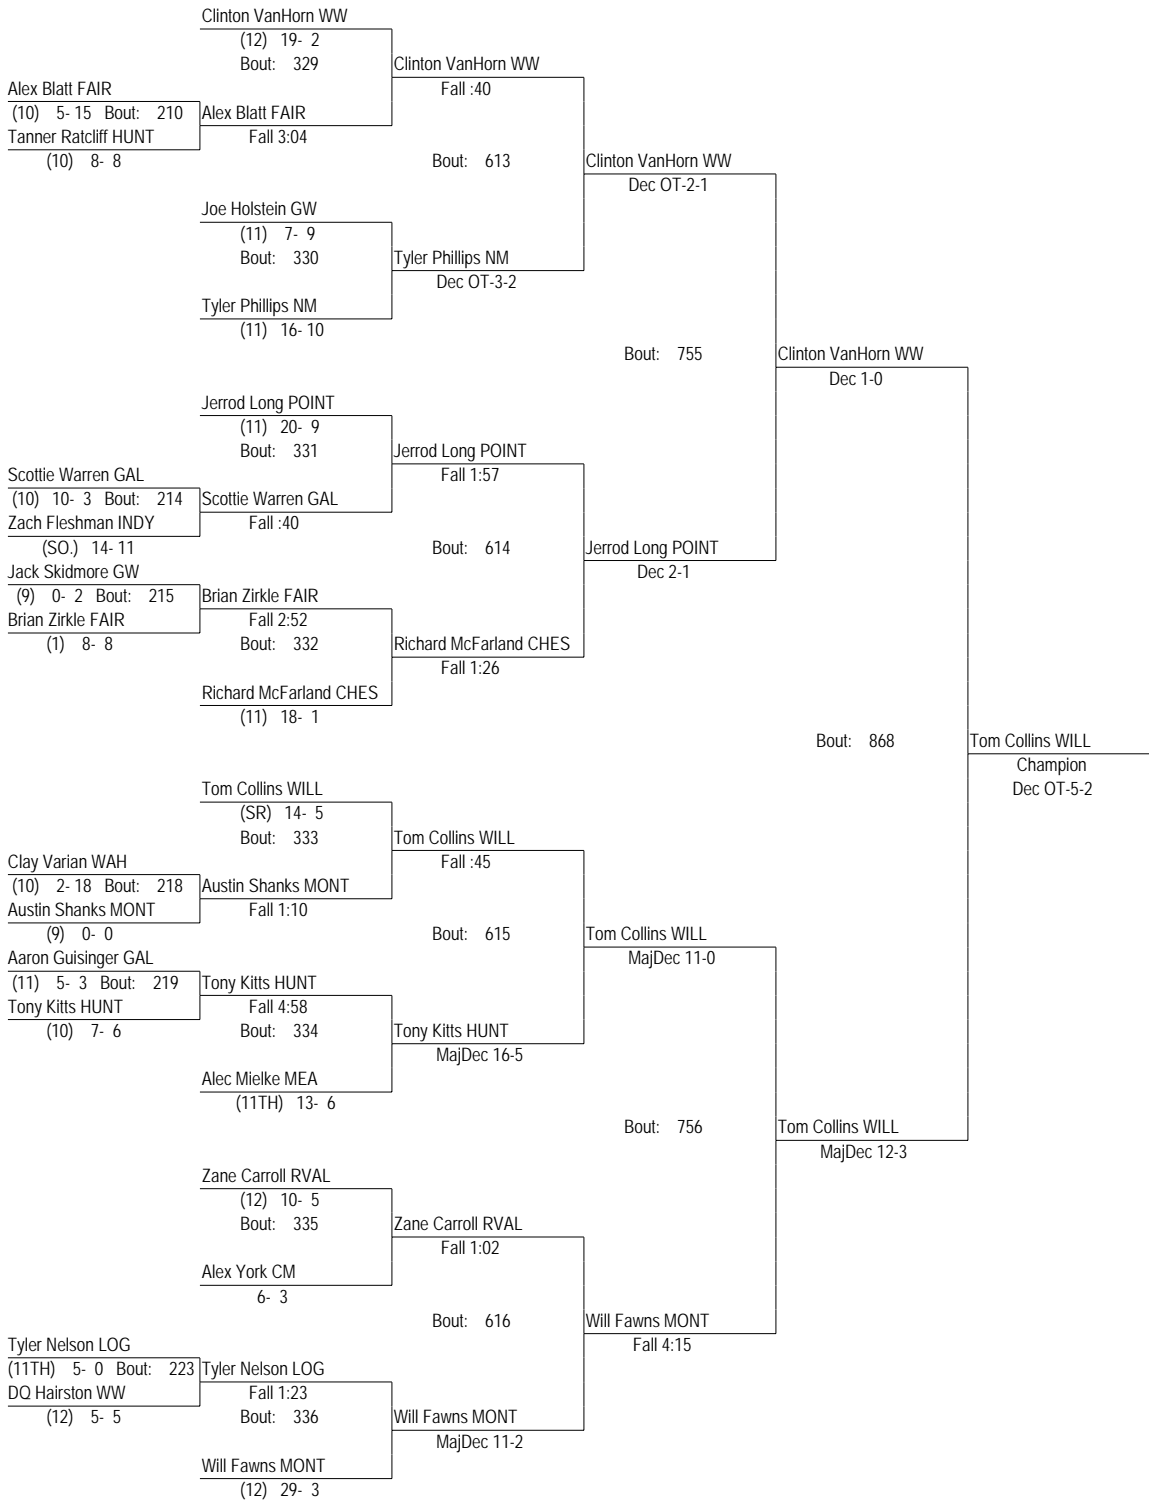 Clinton VanHorn WW
(12) 19- 2
Bout: 329
Clinton VanHorn WW
Fall :40
Alex Blatt FAIR
(10) 5- 15 Bout: 210
Alex Blatt FAIR
Tanner Ratcliff HUNT
Fall 3:04
(10) 8- 8
Bout: 613
Clinton VanHorn WW
Dec OT-2-1
Joe Holstein GW
(11) 7- 9
Bout: 330
Tyler Phillips NM
Dec OT-3-2
Tyler Phillips NM
(11) 16- 10
Bout: 755
Clinton VanHorn WW
Dec 1-0
Jerrod Long POINT
(11) 20- 9
Bout: 331
Jerrod Long POINT
Fall 1:57
Scottie Warren GAL
(10) 10- 3 Bout: 214
Scottie Warren GAL
Zach Fleshman INDY
Fall :40
(SO.) 14- 11
Bout: 614
Jerrod Long POINT
Dec 2-1
Jack Skidmore GW
(9) 0- 2 Bout: 215
Brian Zirkle FAIR
Brian Zirkle FAIR
Fall 2:52
(1) 8- 8
Bout: 332
Richard McFarland CHES
Fall 1:26
Richard McFarland CHES
(11) 18- 1
Bout: 868
Tom Collins WILL
Champion
Dec OT-5-2
Tom Collins WILL
(SR) 14- 5
Bout: 333
Tom Collins WILL
Fall :45
Clay Varian WAH
(10) 2- 18 Bout: 218
Austin Shanks MONT
Austin Shanks MONT
Fall 1:10
(9) 0- 0
Bout: 615
Tom Collins WILL
MajDec 11-0
Aaron Guisinger GAL
(11) 5- 3 Bout: 219
Tony Kitts HUNT
Tony Kitts HUNT
Fall 4:58
(10) 7- 6
Bout: 334
Tony Kitts HUNT
MajDec 16-5
Alec Mielke MEA
(11TH) 13- 6
Bout: 756
Tom Collins WILL
MajDec 12-3
Zane Carroll RVAL
(12) 10- 5
Bout: 335
Zane Carroll RVAL
Fall 1:02
Alex York CM
6- 3
Bout: 616
Will Fawns MONT
Fall 4:15
Tyler Nelson LOG
(11TH) 5- 0 Bout: 223
Tyler Nelson LOG
DQ Hairston WW
Fall 1:23
(12) 5- 5
Bout: 336
Will Fawns MONT
MajDec 11-2
Will Fawns MONT
(12) 29- 3